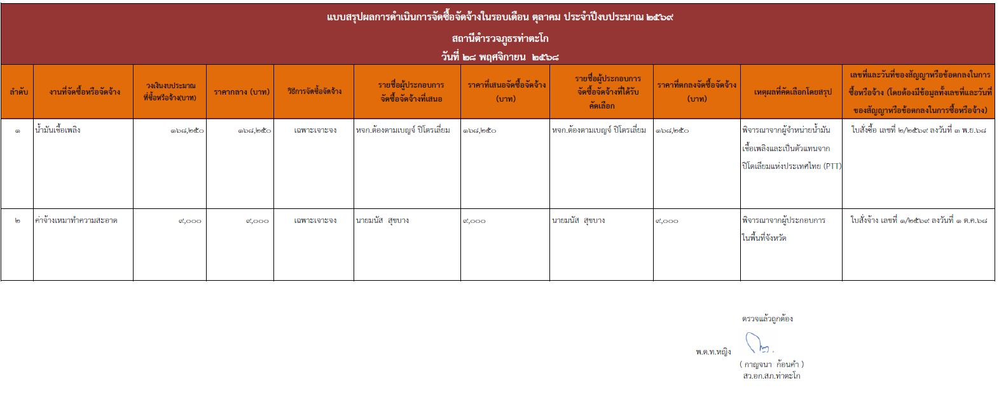 แบบสรุปผลการดำเนินการจัดซื้อจัดจ้างในรอบเดือน ตุลาคม ประจำปีงบประมาณ ๒๕๖๙
สถานีตำรวจภูธรท่าตะโก
วันที่ ๒๘ พฤศจิกายน ๒๕๖๘
ลำดับ
งานที่จัดซื้อหรือจัดจ้าง
วงเงินงบประมาณ
ที่ซื้อหรือจ้าง(บาท)
ราคากลาง (บาท)
วิธีการจัดซื้อจัดจ้าง
รายชื่อผู้ประกอบการ
จัดซื้อจัดจ้างที่เสนอ
ราคาที่เสนอจัดซื้อจัดจ้าง
(บาท)
รายชื่อผู้ประกอบการ
จัดซื้อจัดจ้างที่ได้รับ
คัดเลือก
ราคาที่ตกลงจัดซื้อจัดจ้าง
(บาท)
เหตุผลที่คัดเลือกโดยสรุป
เลขที่และวันที่ของสัญญาหรือข้อตกลงในการ
ซื้อหรือจ้าง (โดยต้องมีข้อมูลทั้งเลขที่และวันที่
ของสัญญาหรือข้อตกลงในการซื้อหรือจ้าง)
๑ น้ำมันเชื้อเพลิง ๑๖๘,๒๕๐ ๑๖๘,๒๕๐ เฉพาะเจาะจง หจก.ต้องตามเบญจ์ ปิโตรเลี่ยม ๑๖๘,๒๕๐ หจก.ต้องตามเบญจ์ ปิโตรเลี่ยม ๑๖๘,๒๕๐ พิจารณาจากผู้จำหน่ายน้ำมัน ใบสั่งซื้อ เลขที่ ๒/๒๕๖๙ ลงวันที่ ๓ พ.ย.๖๘
เชื้อเพลิงและเป็นตัวแทนจาก
ปิโตเลียมแห่งประเทศไทย (PTT)
๒ ค่าจ้างเหมาทำความสะอาด ๙,๐๐๐ ๙,๐๐๐ เฉพาะเจาะจง นายมนัส สุขบาง ๙,๐๐๐ นายมนัส สุขบาง ๙,๐๐๐ พิจารณาจากผู้ประกอบการ ใบสั่งจ้าง เลขที่ ๑/๒๕๖๙ ลงวันที่ ๑ ต.ค.๖๘
ในพื้นที่จังหวัด
ตรวจแล้วถูกต้อง
พ.ต.ท.หญิง
( กาญจนา ก้อนคำ )
สว.อก.สภ.ท่าตะโก